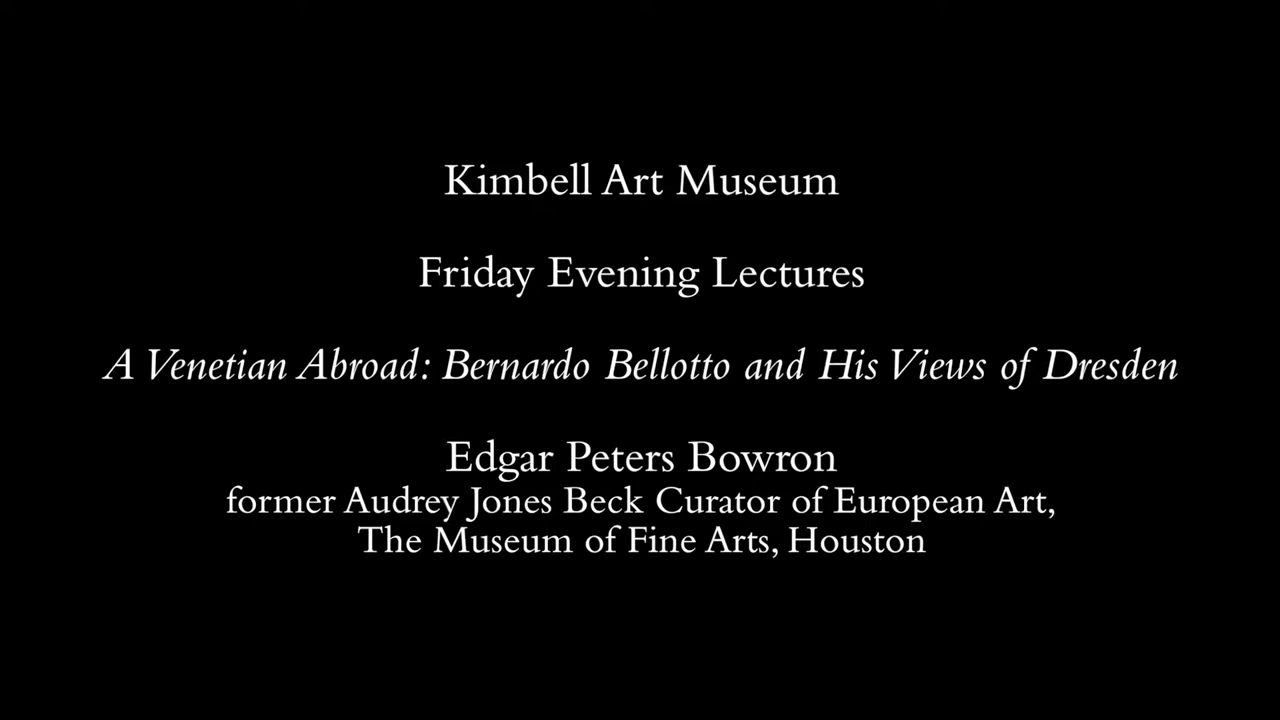 Kimbell Art Museum
Friday Evening Lectures
A Venetian Abroad: Bernardo Bellotto and His Views of Dresden
Edgar Peters Bowron
former Audrey Jones Beck Curator of European Art,
The Museum of Fine Arts, Houston